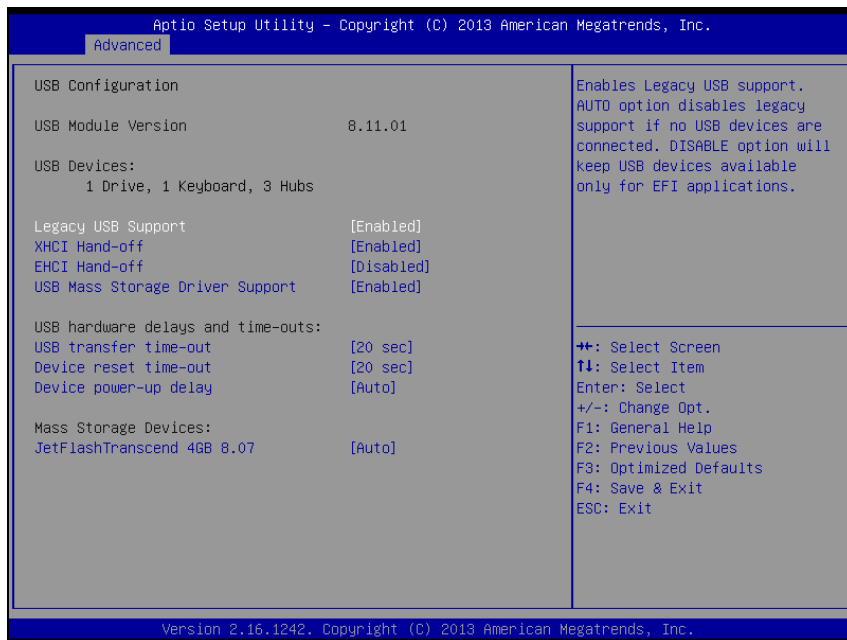 Aptio Setup Utility – Copyright (C) 2013 American Megatrends, Inc.
Advanced
USB Configuration
USB Module Version 8.11.01
USB Devices:
1 Drive, 1 Keyboard, 3 Hubs
Legacy USB Support [Enabled]
XHCI Hand-off [Enabled]
EHCI Hand-off [Disabled]
USB Mass Storage Driver Support [Enabled]
USB hardware delays and time-outs:
USB transfer time-out [20 sec]
Device reset time-out [20 sec]
Device power-up delay [Auto]
Mass Storage Devices:
JetFlashTranscend 4GB 8.07 [Auto]
Enables Legacy USB support.
AUTO option disables legacy
support if no USB devices are
connected. DISABLE option will
keep USB devices available
only for EFI applications.
→←: Select Screen
↑↓: Select Item
Enter: Select
+/-: Change Opt.
F1: General Help
F2: Previous Values
F3: Optimized Defaults
F4: Save & Exit
ESC: Exit
Version 2.16.1242. Copyright (C) 2013 American Megatrends, Inc.